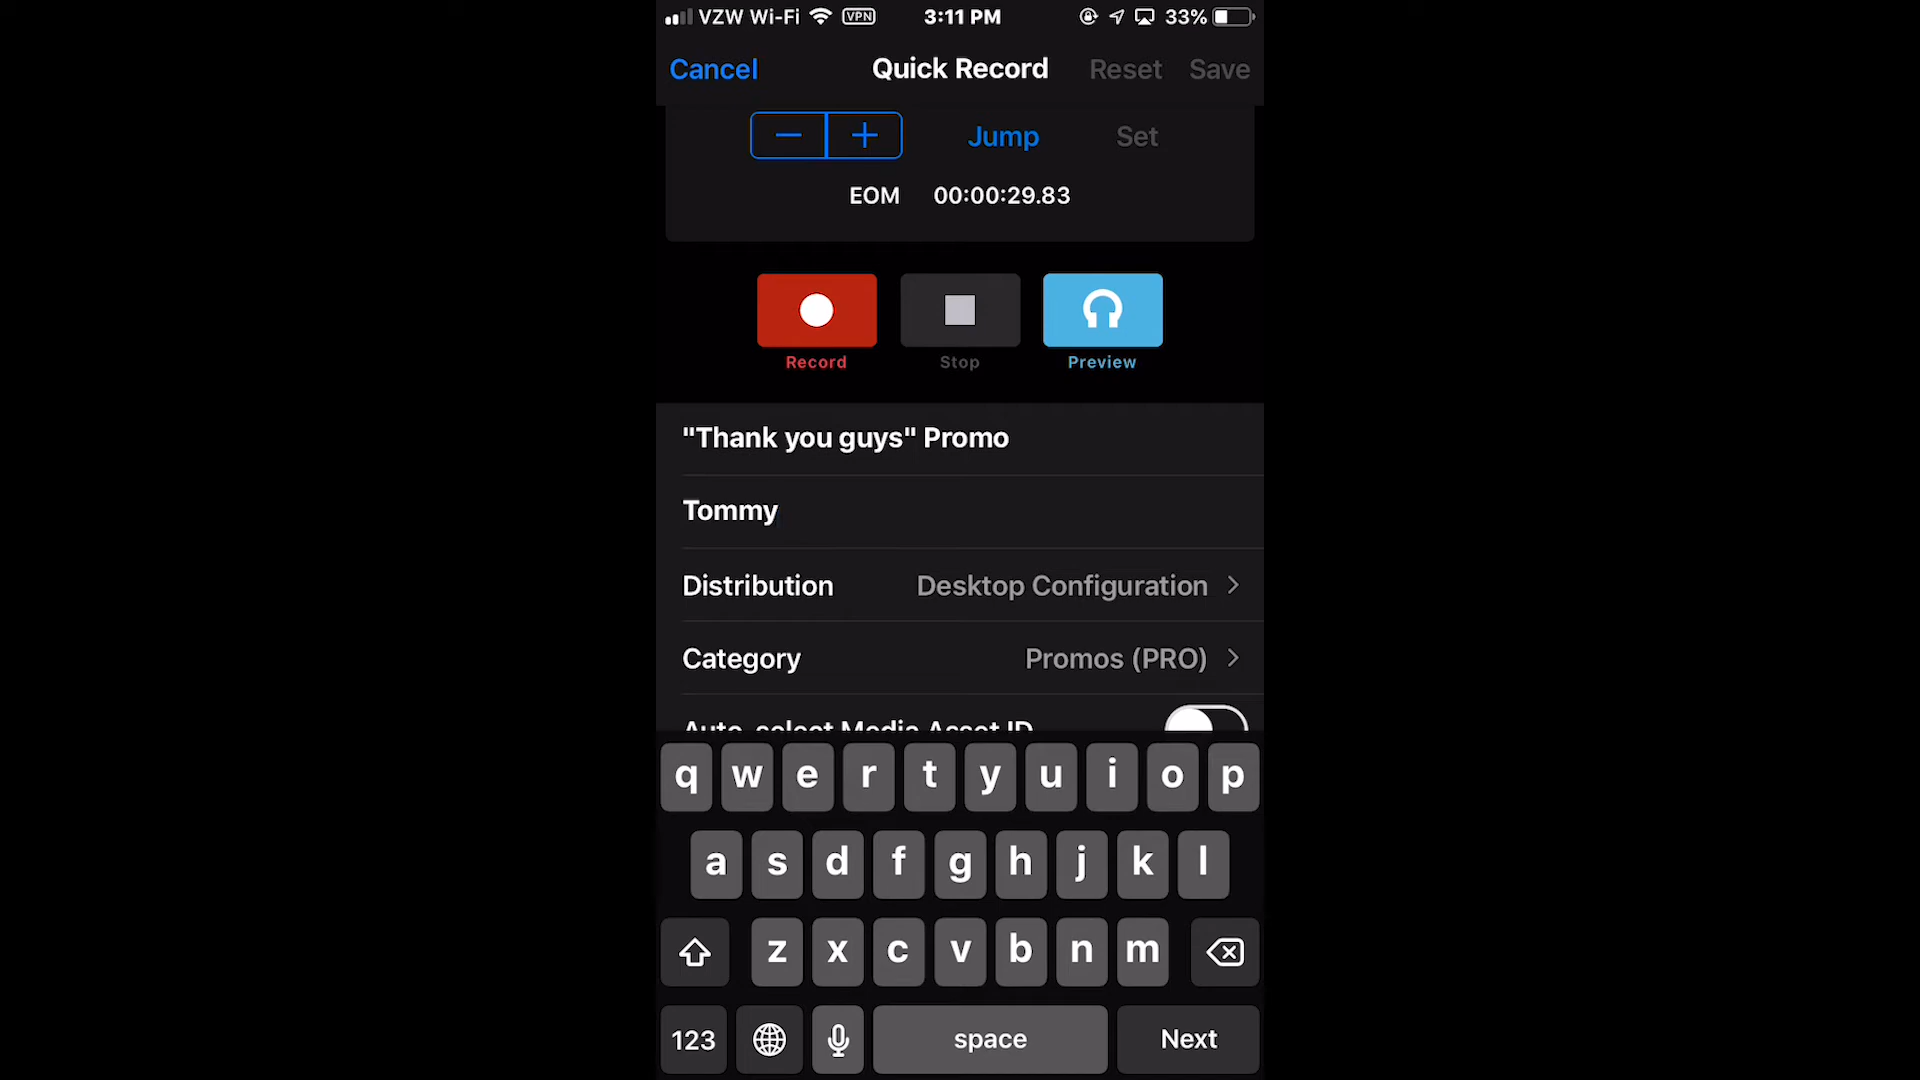 VZW Wi-Fi VPN 3:11 PM 33%
Cancel Quick Record Reset Save
Jump Set
EOM 00:00:29.83
Record Stop Preview
"Thank you guys" Promo
Tommy
Distribution Desktop Configuration
Category Promos (PRO)
Auto-select Media Asset ID
q w e r t y u i o p
a s d f g h j k l
z x c v b n m
123 space Next